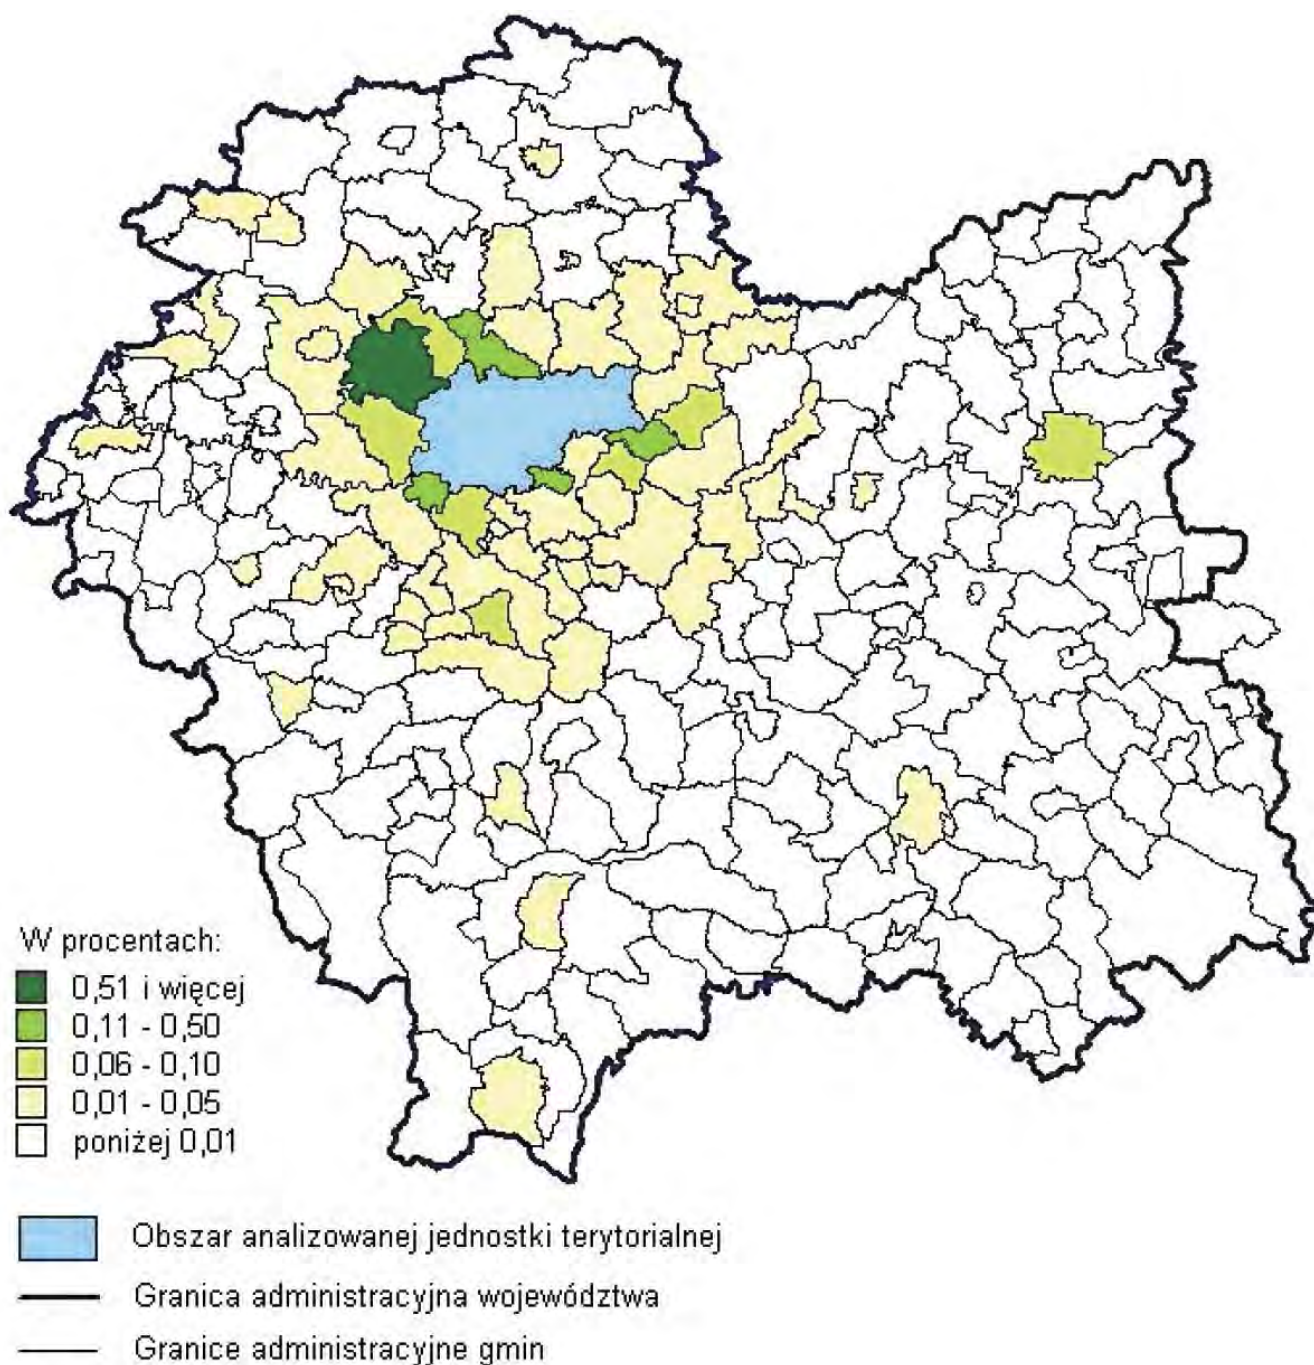 W procentach:
0,51 i więcej
0,11 - 0,50
0,06 - 0,10
0,01 - 0,05
poniżej 0,01
Obszar analizowanej jednostki terytorialnej
Granica administracyjna województwa
Granice administracyjne gmin